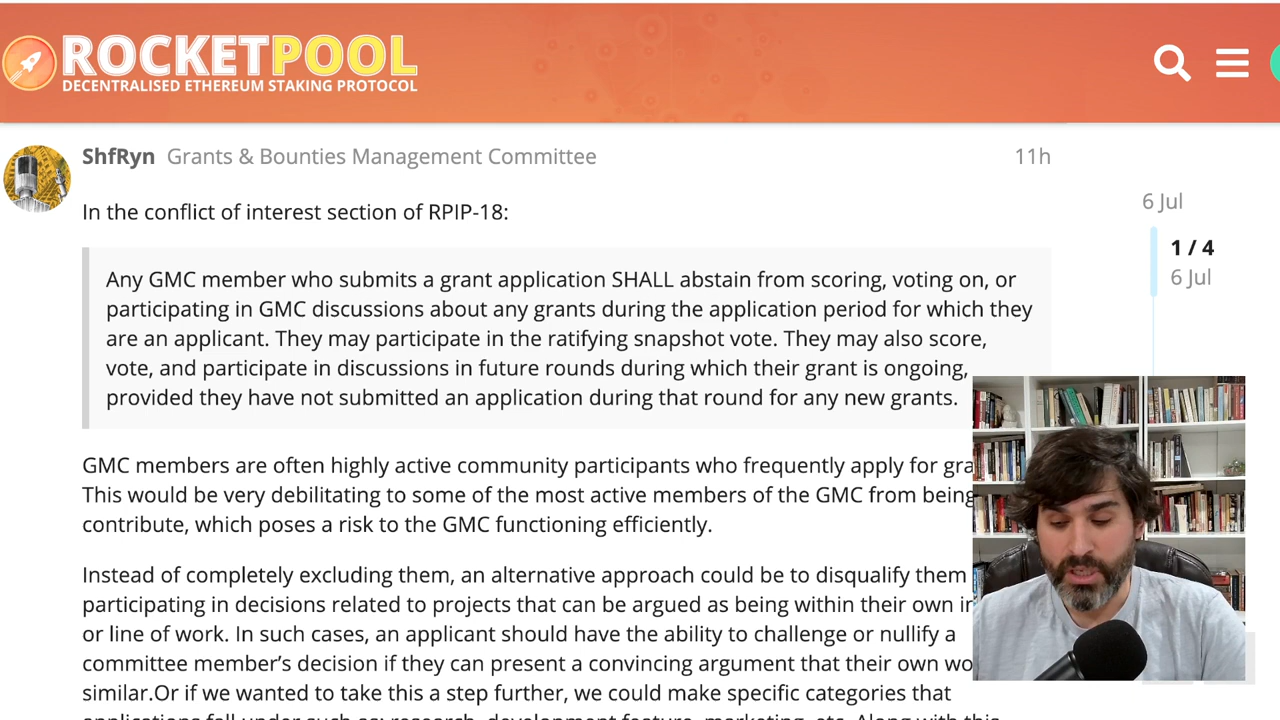 ROCKETPOOL
DECENTRALISED ETHEREUM STAKING PROTOCOL
ShfRyn Grants & Bounties Management Committee 11h
In the conflict of interest section of RPIP-18:
Any GMC member who submits a grant application SHALL abstain from scoring, voting on, or
participating in GMC discussions about any grants during the application period for which they
are an applicant. They may participate in the ratifying snapshot vote. They may also score,
vote, and participate in discussions in future rounds during which their grant is ongoing,
provided they have not submitted an application during that round for any new grants.
GMC members are often highly active community participants who frequently apply for
This would be very debilitating to some of the most active members of the GMC from being
contribute, which poses a risk to the GMC functioning efficiently.
Instead of completely excluding them, an alternative approach could be to disqualify them
participating in decisions related to projects that can be argued as being within their own
or line of work. In such cases, an applicant should have the ability to challenge or nullify a
committee member's decision if they can present a convincing argument that their own
similar.Or if we wanted to take this a step further, we could make specific categories that
6 Jul
1 / 4
6 Jul